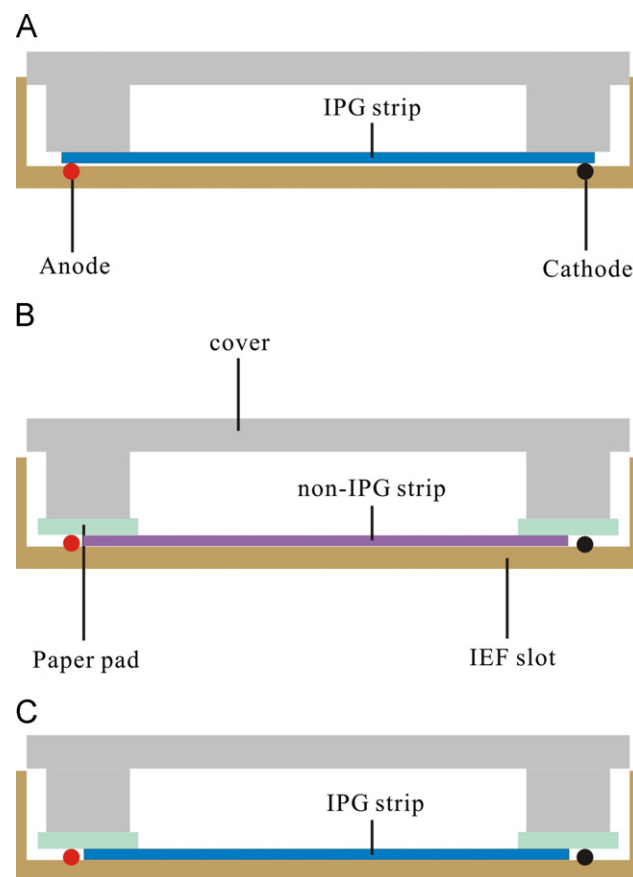 A
IPG strip
Anode
Cathode
B
cover
non-IPG strip
Paper pad
IEF slot
C
IPG strip